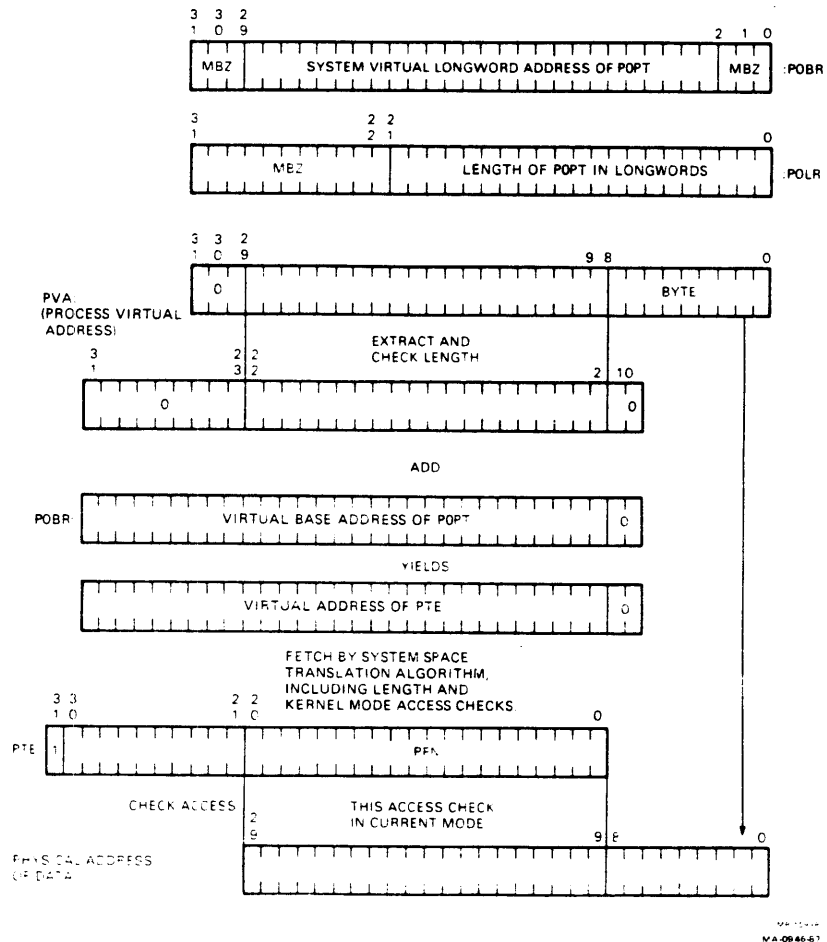 3 3 2
1 0 9 2 1 0
MBZ SYSTEM VIRTUAL LONGWORD ADDRESS OF P0PT MBZ :P0BR
3 2 2
1 2 1 0
MBZ LENGTH OF P0PT IN LONGWORDS :P0LR
3 3 2
1 0 9 9 8 0
0 BYTE
PVA:
(PROCESS VIRTUAL
ADDRESS)
EXTRACT AND
CHECK LENGTH
3 2 2
1 3 2 2 10
0 0
ADD
P0BR: VIRTUAL BASE ADDRESS OF P0PT 0
YIELDS
VIRTUAL ADDRESS OF PTE 0
FETCH BY SYSTEM SPACE
TRANSLATION ALGORITHM,
INCLUDING LENGTH AND
KERNEL MODE ACCESS CHECKS.
3 3 2 2
1 0 1 0 0
PTE 1 PFN
CHECK ACCESS THIS ACCESS CHECK
IN CURRENT MODE
2
9 9 8 0
PHYSICAL ADDRESS
OF DATA
MA-0946-87